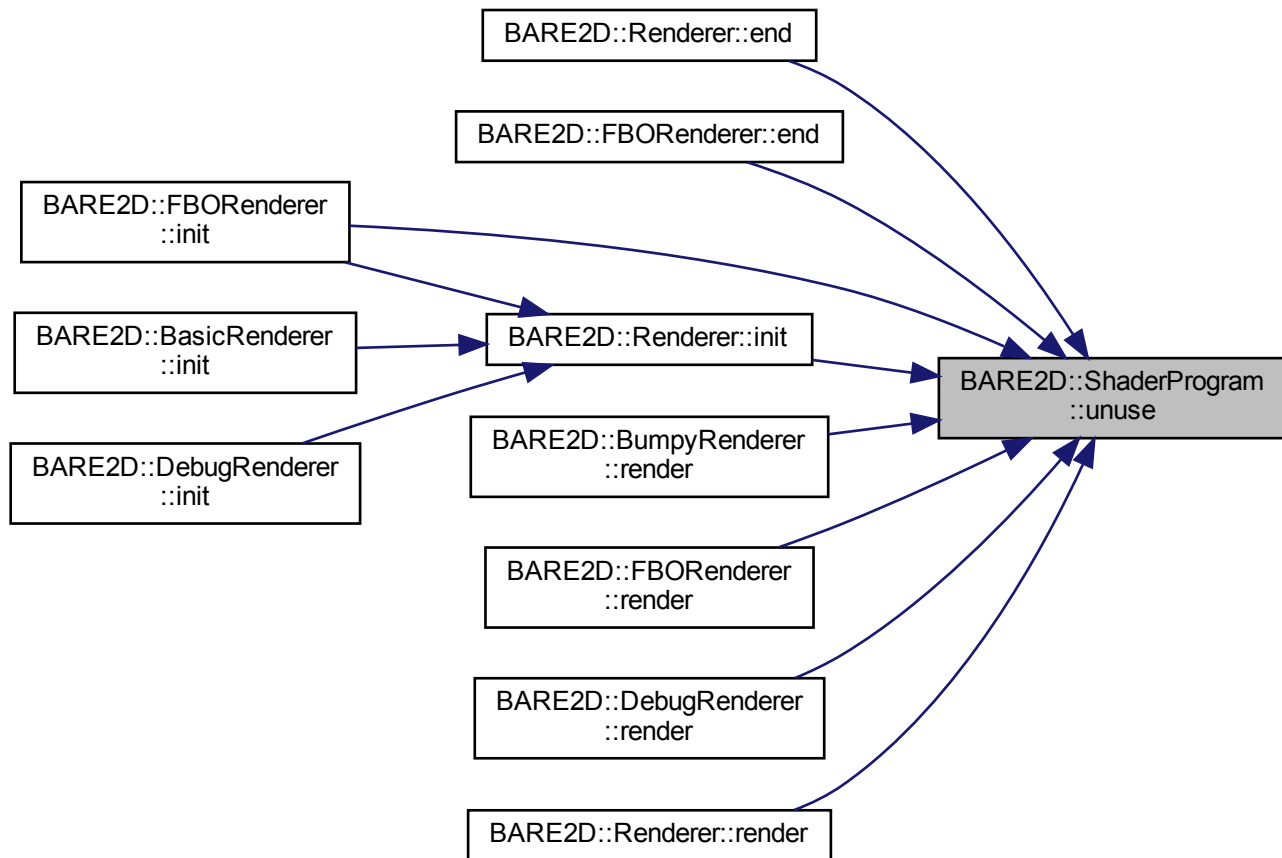 BARE2D::Renderer::end
BARE2D::FBORenderer::end
BARE2D::FBORenderer
::init
BARE2D::BasicRenderer
::init
BARE2D::DebugRenderer
::init
BARE2D::Renderer::init
BARE2D::BumpyRenderer
::render
BARE2D::FBORenderer
::render
BARE2D::DebugRenderer
::render
BARE2D::Renderer::render
BARE2D::ShaderProgram
::unuse